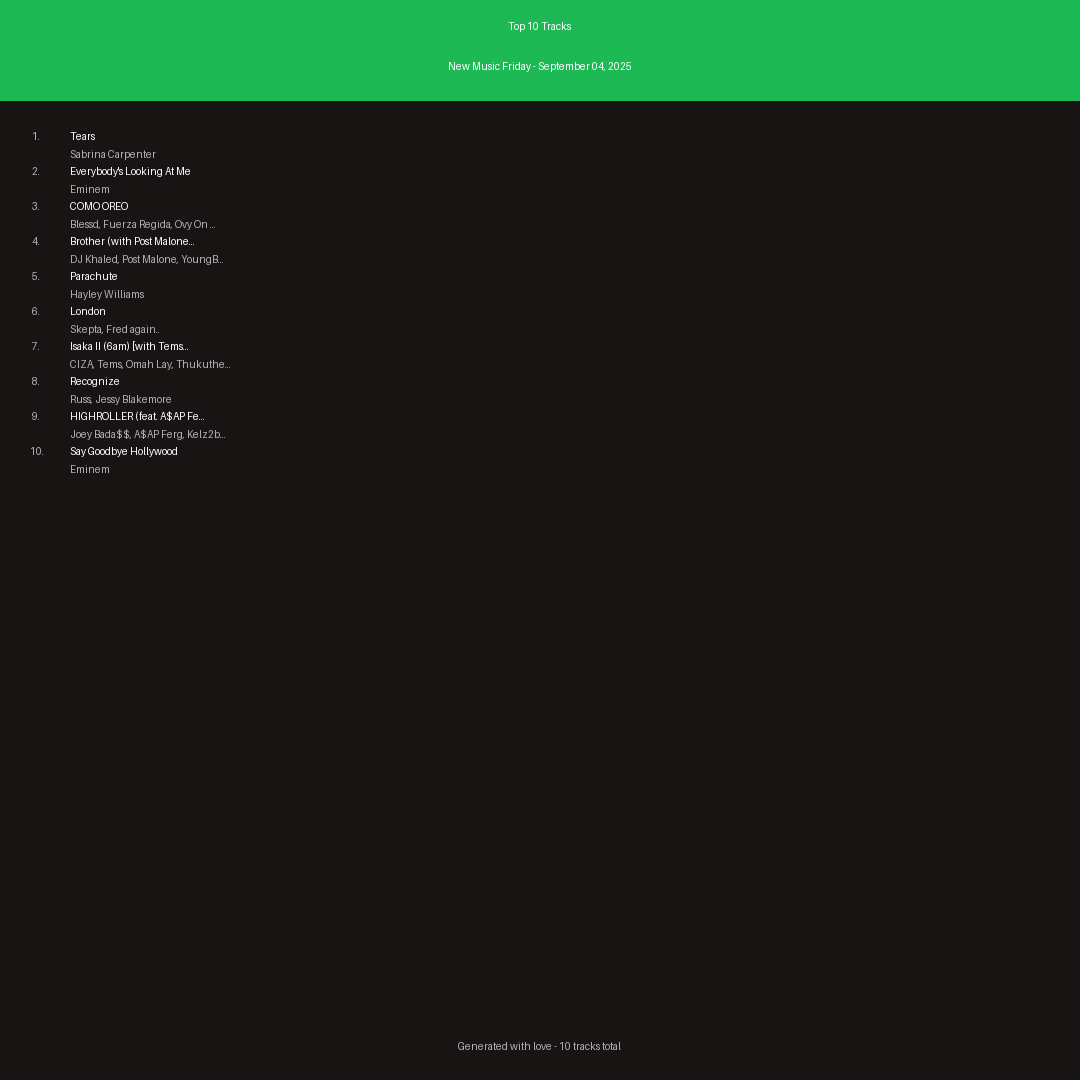 Top 10 Tracks
New Music Friday - September 04, 2025
1. Tears
Sabrina Carpenter
2. Everybody's Looking At Me
Eminem
3. COMO OREO
Blessd, Fuerza Regida, Ovy On ...
4. Brother (with Post Malone...
DJ Khaled, Post Malone, YoungB...
5. Parachute
Hayley Williams
6. London
Skepta, Fred again..
7. Isaka II (6am) [with Tems...
CIZA, Tems, Omah Lay, Thukuthe...
8. Recognize
Russ, Jessy Blakemore
9. HIGHROLLER (feat. A$AP Fe...
Joey Bada$$, A$AP Ferg, Kelz2b...
10. Say Goodbye Hollywood
Eminem
Generated with love - 10 tracks total